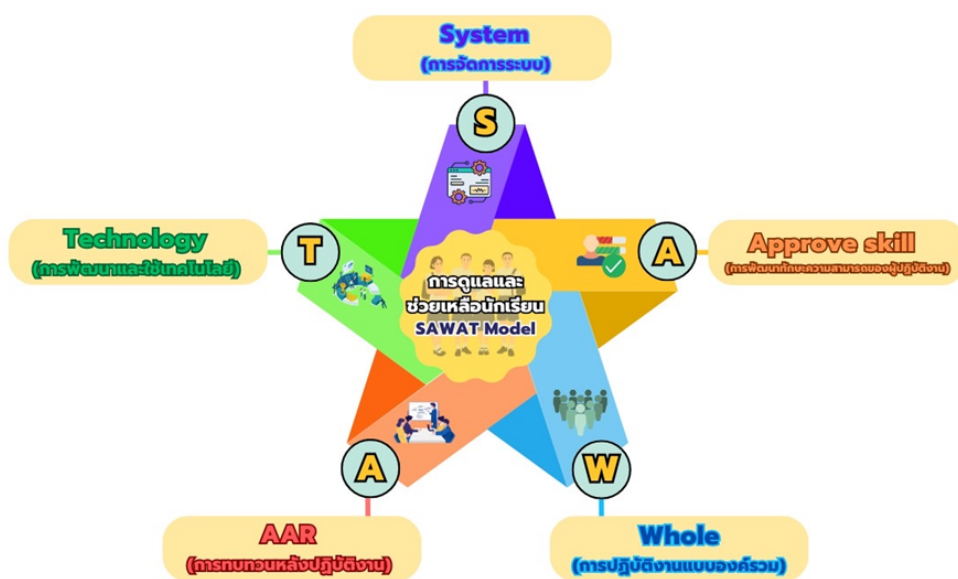 System
(การจัดการระบบ)
S
Technology
(การพัฒนาและใช้เทคโนโลยี)
T
A
Approve skill
(การพัฒนาทักษะความสามารถของผู้ปฏิบัติงาน)
การดูแลและ
ช่วยเหลือนักเรียน
SAWAT Model
A
W
AAR
(การทบทวนหลังปฏิบัติงาน)
Whole
(การปฏิบัติงานแบบองค์รวม)